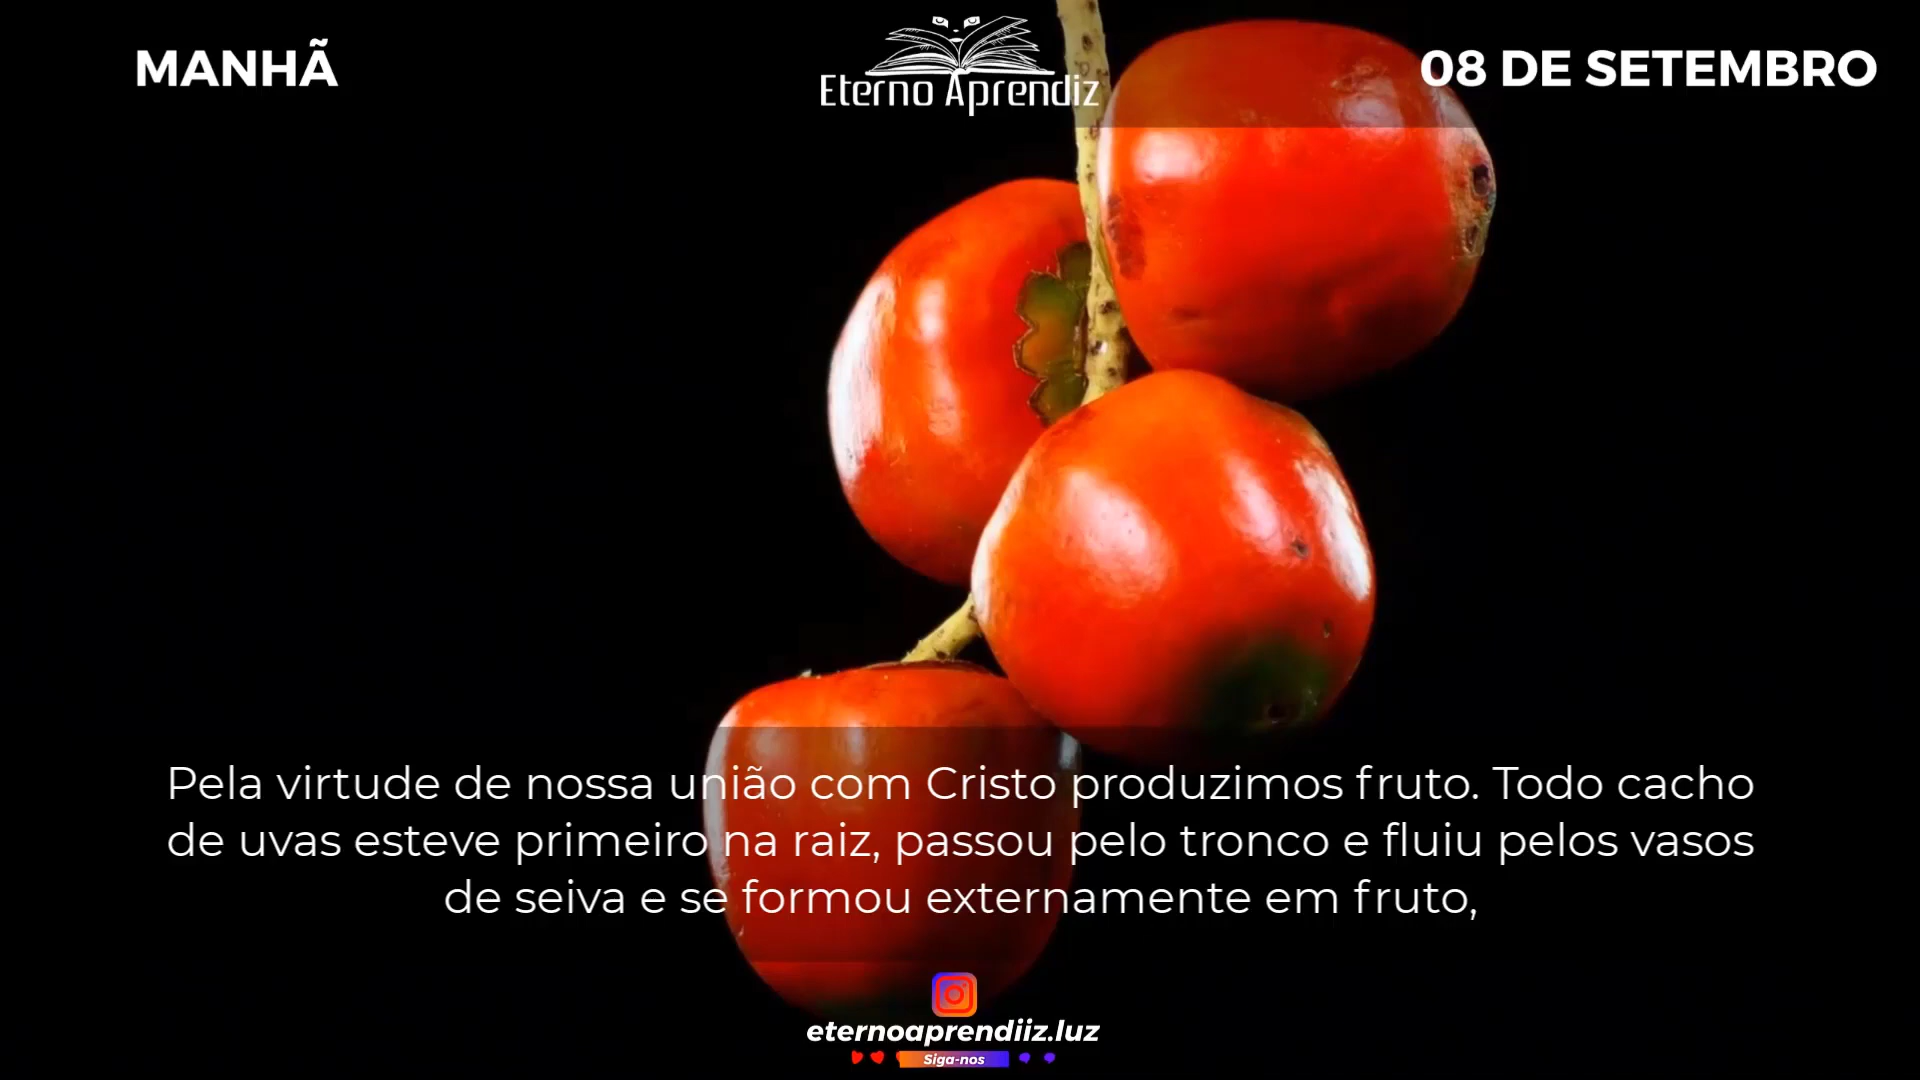 MANHÃ
Eterno Aprendiz
08 DE SETEMBRO
Pela virtude de nossa união com Cristo produzimos fruto. Todo cacho
de uvas esteve primeiro na raiz, passou pelo tronco e fluiu pelos vasos
de seiva e se formou externamente em fruto,
eternoaprendiiz.luz
Siga-nos